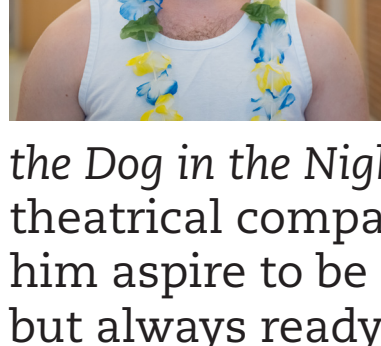 the Dog in the Nigh
theatrical compa
him aspire to be
but always ready